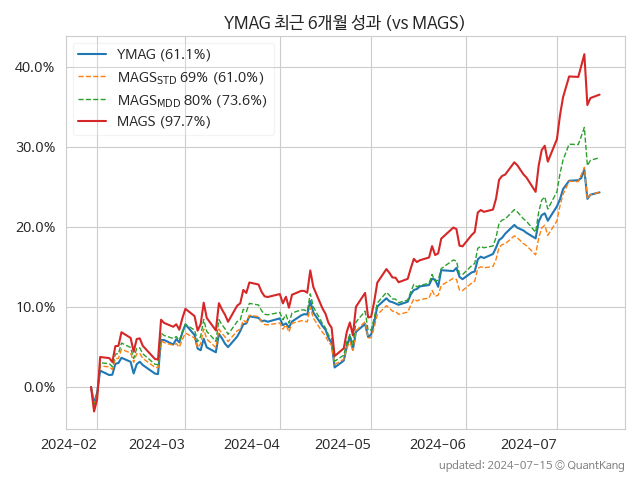 YMAG 최근 6개월 성과 (vs MAGS)
YMAG (61.1%)
MAGS_STD 69% (61.0%)
MAGS_MDD 80% (73.6%)
MAGS (97.7%)
40.0%
30.0%
20.0%
10.0%
0.0%
2024-02 2024-03 2024-04 2024-05 2024-06 2024-07
updated: 2024-07-15 © QuantKang